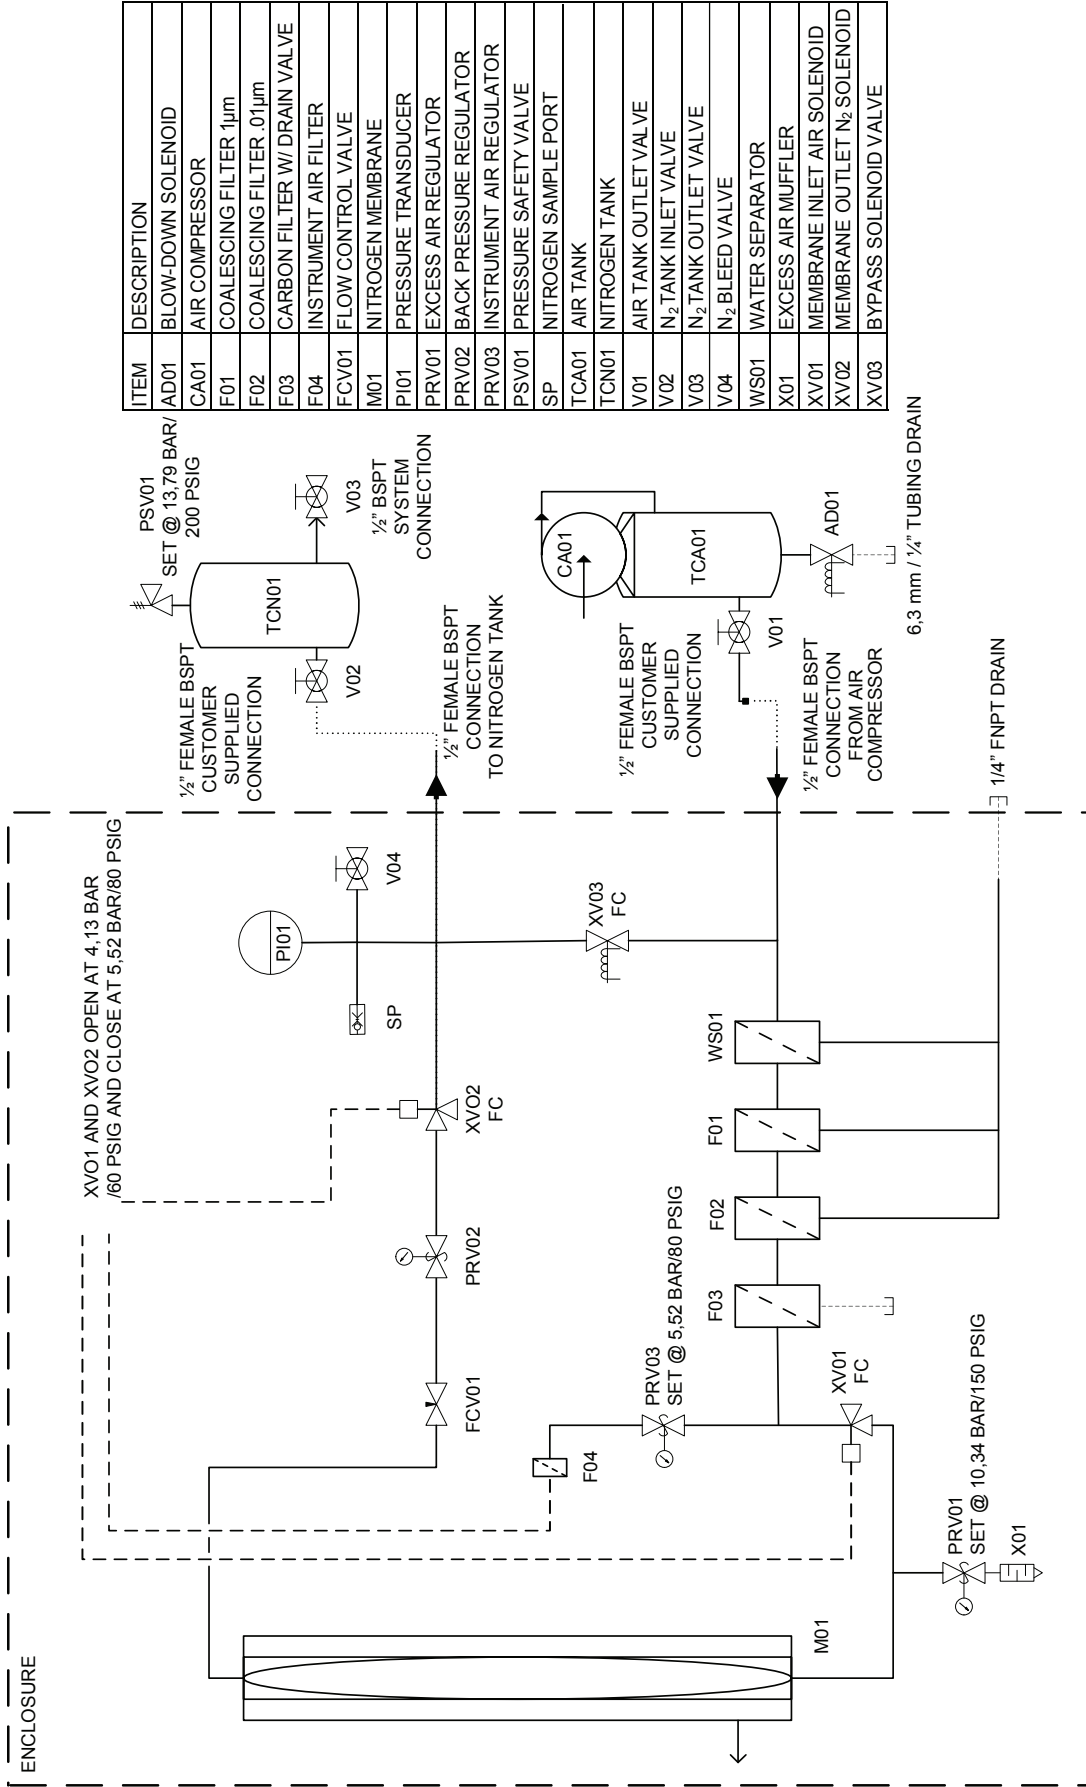 ENCLOSURE
XVO1 AND XVO2 OPEN AT 4,13 BAR
/60 PSIG AND CLOSE AT 5,52 BAR/80 PSIG
M01
FCV01
PRV02
XVO2
FC
SP
PI01
V04
F04
PRV03
SET @ 5,52 BAR/80 PSIG
XV03
FC
F03
F02
F01
WS01
XV01
FC
PRV01
SET @ 10,34 BAR/150 PSIG
X01
1/4" FNPT DRAIN
½" FEMALE BSPT
CUSTOMER
SUPPLIED
CONNECTION
PSV01
SET @ 13,79 BAR/
200 PSIG
TCN01
V02
V03
½" BSPT
SYSTEM
CONNECTION
½" FEMALE BSPT
CONNECTION
TO NITROGEN TANK
½" FEMALE BSPT
CUSTOMER
SUPPLIED
CONNECTION
CA01
TCA01
V01
AD01
½" FEMALE BSPT
CONNECTION
FROM AIR
COMPRESSOR
6,3 mm / ¼" TUBING DRAIN
ITEM DESCRIPTION
AD01 BLOW-DOWN SOLENOID
CA01 AIR COMPRESSOR
F01 COALESCING FILTER 1µm
F02 COALESCING FILTER .01µm
F03 CARBON FILTER W/ DRAIN VALVE
F04 INSTRUMENT AIR FILTER
FCV01 FLOW CONTROL VALVE
M01 NITROGEN MEMBRANE
PI01 PRESSURE TRANSDUCER
PRV01 EXCESS AIR REGULATOR
PRV02 BACK PRESSURE REGULATOR
PRV03 INSTRUMENT AIR REGULATOR
PSV01 PRESSURE SAFETY VALVE
SP NITROGEN SAMPLE PORT
TCA01 AIR TANK
TCN01 NITROGEN TANK
V01 AIR TANK OUTLET VALVE
V02 N₂ TANK INLET VALVE
V03 N₂ TANK OUTLET VALVE
V04 N₂ BLEED VALVE
WS01 WATER SEPARATOR
X01 EXCESS AIR MUFFLER
XV01 MEMBRANE INLET AIR SOLENOID
XV02 MEMBRANE OUTLET N₂ SOLENOID
XV03 BYPASS SOLENOID VALVE